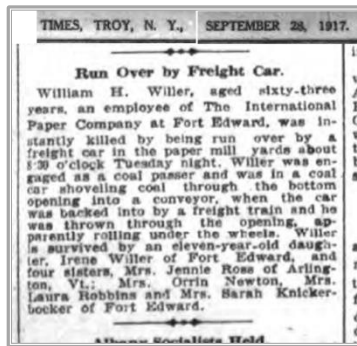 TIMES, TROY, N. Y., SEPTEMBER 28, 1917.
Run Over by Freight Car.
William H. Willer, aged sixty-three
years, an employee of The International
Paper Company at Fort Edward, was in-
stantly killed by being run over by a
freight car in the paper mill yards about
8:30 o'clock Tuesday night. Willer was en-
gaged as a coal passer and was in a coal
car shoveling coal through the bottom
opening into a conveyor, when the car
was backed into by a freight train and he
was thrown through the opening, ap-
parently rolling under the wheels. Willer
is survived by an eleven-year-old daugh-
ter, Irene Willer of Fort Edward, and
four sisters, Mrs. Jennie Ross of Arling-
ton, Vt.; Mrs. Orrin Newton, Mrs.
Laura Robbins and Mrs. Sarah Knicker-
bocker of Fort Edward.
Albany Socialists Held